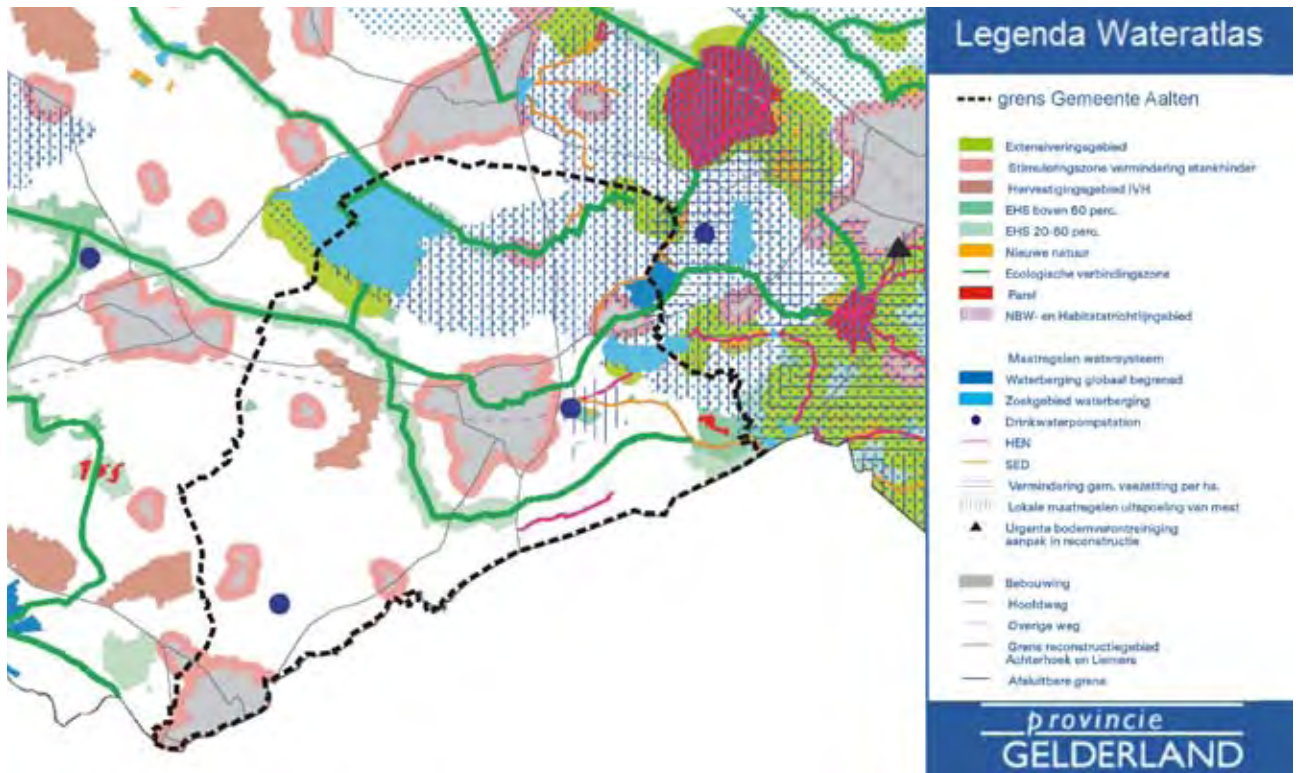 Legenda Wateratlas
grens Gemeente Aalten
Extensiveringsgebied
Stimuleringszone vermindering stankhinder
Hervestigingsgebied IVH
EHS boven 60 perc.
EHS 20-60 perc.
Nieuwe natuur
Ecologische verbindingszone
Parel
NBW- en Habitatrichtlijngebied
Maatregelen watersysteem
Waterberging globaal begrensd
Zoekgebied waterberging
Drinkwaterpompstation
HEN
SED
Vermindering gem. veezetting per ha.
Lokale maatregelen uitspoeling van mest
Urgente bodemverontreiniging
aanpak in reconstructie
Bebouwing
Hoofdweg
Overige weg
Grens reconstructiegebied
Achterhoek en Liemers
Afsluitbare grens
provincie
GELDERLAND